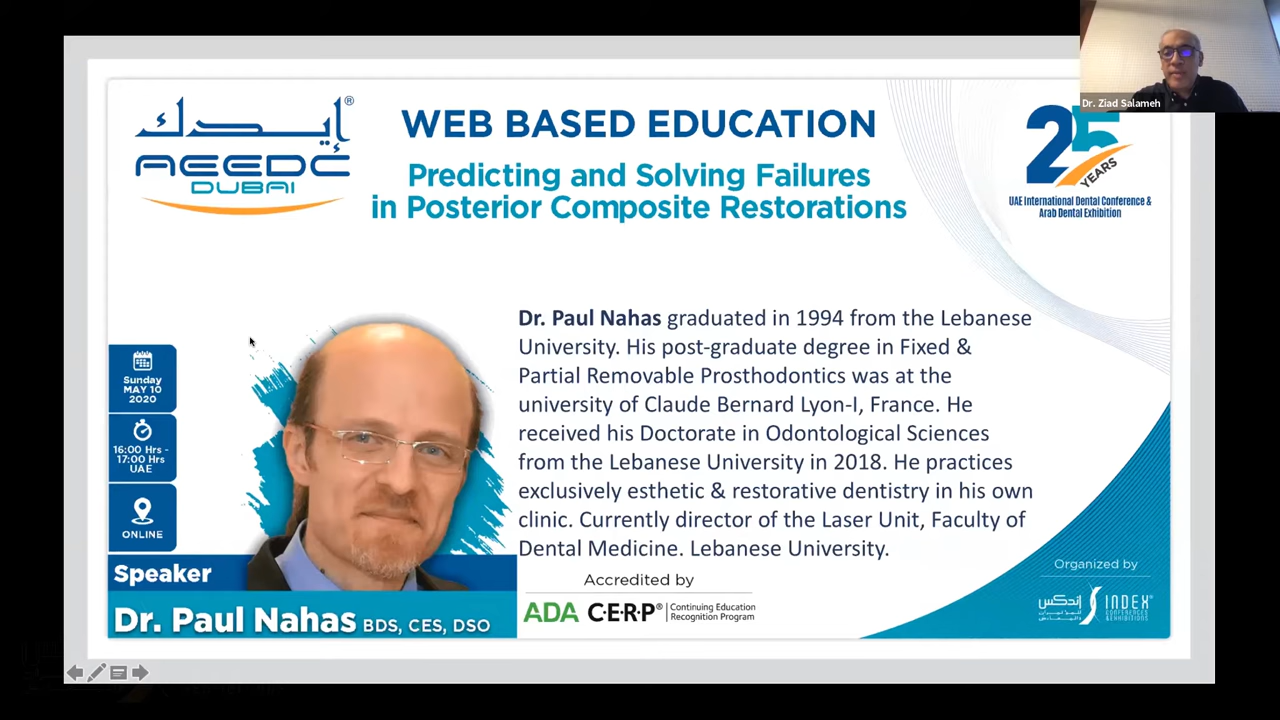 إيدك®
AEEDC
DUBAI
WEB BASED EDUCATION
Predicting and Solving Failures
in Posterior Composite Restorations
Dr. Ziad Salameh
25
YEARS
UAE International Dental Conference &
Arab Dental Exhibition
Dr. Paul Nahas graduated in 1994 from the Lebanese
University. His post-graduate degree in Fixed &
Partial Removable Prosthodontics was at the
university of Claude Bernard Lyon-I, France. He
received his Doctorate in Odontological Sciences
from the Lebanese University in 2018. He practices
exclusively esthetic & restorative dentistry in his own
clinic. Currently director of the Laser Unit, Faculty of
Dental Medicine. Lebanese University.
Sunday
MAY 10
2020
16:00 Hrs -
17:00 Hrs
UAE
ONLINE
Speaker
Dr. Paul Nahas BDS, CES, DSO
Accredited by
ADA C·E·R·P® Continuing Education
Recognition Program
Organized by
إندكس
للمؤتمرات
والمعارض
INDEX®
CONFERENCES
& EXHIBITIONS